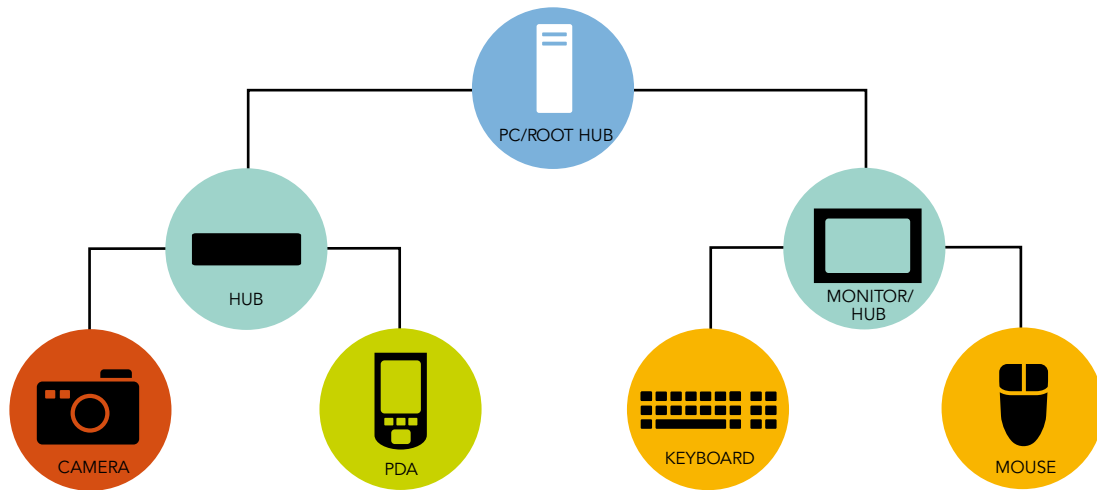 PC/ROOT HUB
HUB
MONITOR/
HUB
CAMERA
PDA
KEYBOARD
MOUSE